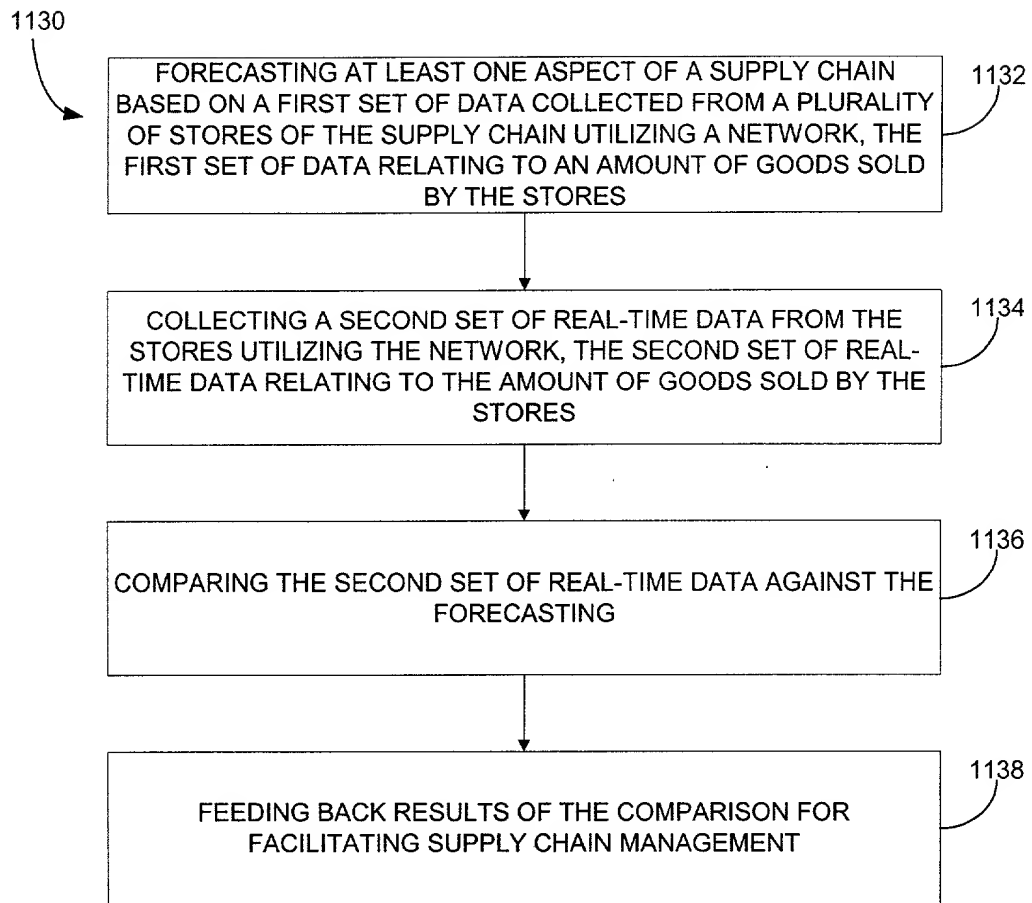 1130
FORECASTING AT LEAST ONE ASPECT OF A SUPPLY CHAIN
BASED ON A FIRST SET OF DATA COLLECTED FROM A PLURALITY
OF STORES OF THE SUPPLY CHAIN UTILIZING A NETWORK, THE
FIRST SET OF DATA RELATING TO AN AMOUNT OF GOODS SOLD
BY THE STORES
1132
COLLECTING A SECOND SET OF REAL-TIME DATA FROM THE
STORES UTILIZING THE NETWORK, THE SECOND SET OF REAL-
TIME DATA RELATING TO THE AMOUNT OF GOODS SOLD BY THE
STORES
1134
COMPARING THE SECOND SET OF REAL-TIME DATA AGAINST THE
FORECASTING
1136
FEEDING BACK RESULTS OF THE COMPARISON FOR
FACILITATING SUPPLY CHAIN MANAGEMENT
1138